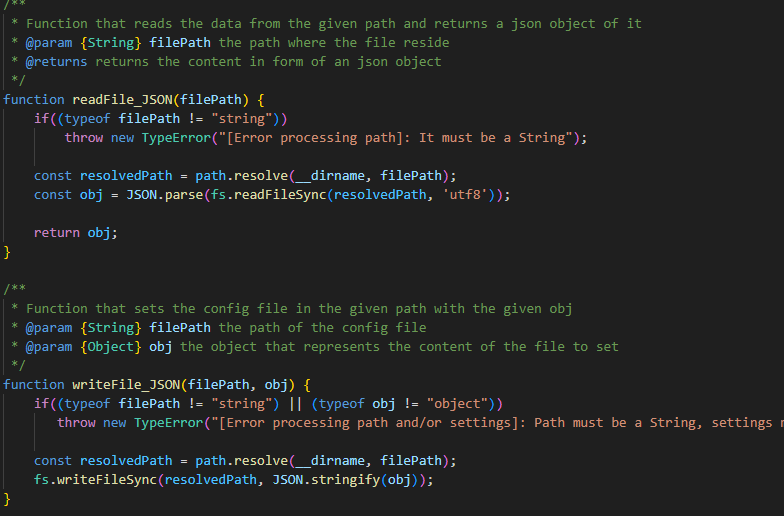 /**
 * Function that reads the data from the given path and returns a json object of it
 * @param {String} filePath the path where the file reside
 * @returns returns the content in form of an json object
 */
function readFile_JSON(filePath) {
    if((typeof filePath != "string"))
        throw new TypeError("[Error processing path]: It must be a String");

    const resolvedPath = path.resolve(__dirname, filePath);
    const obj = JSON.parse(fs.readFileSync(resolvedPath, 'utf8'));

    return obj;
}

/**
 * Function that sets the config file in the given path with the given obj
 * @param {String} filePath the path of the config file
 * @param {Object} obj the object that represents the content of the file to set
 */
function writeFile_JSON(filePath, obj) {
    if((typeof filePath != "string") || (typeof obj != "object"))
       throw new TypeError("[Error processing path and/or settings]: Path must be a String, settings

    const resolvedPath = path.resolve(__dirname, filePath);
    fs.writeFileSync(resolvedPath, JSON.stringify(obj));
}